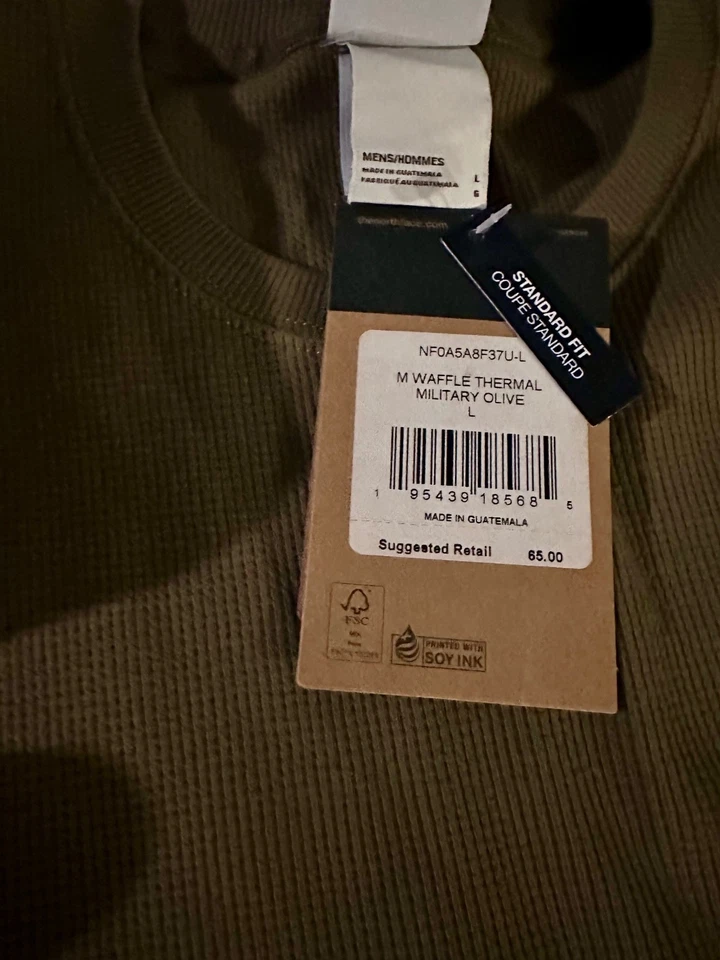 MENS/HOMMES
MADE IN GUATEMALA
FABRIQUÉ AU GUATEMALA
L
G
thenorthface.com
STANDARD FIT
COUPE STANDARD
NF0A5A8F37U-L
M WAFFLE THERMAL
MILITARY OLIVE
L
1 95439 18568 5
MADE IN GUATEMALA
Suggested Retail 65.00
FSC
MIX
PRINTED WITH
SOY INK